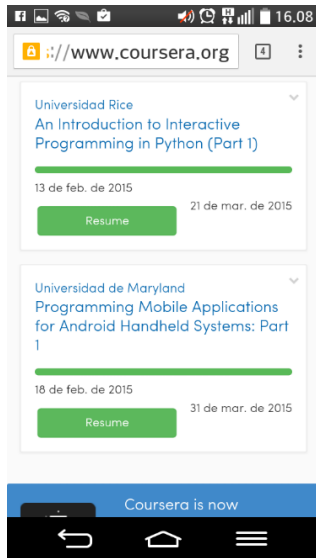 16.08
://www.coursera.org
4
Universidad Rice
An Introduction to Interactive
Programming in Python (Part 1)
13 de feb. de 2015
21 de mar. de 2015
Resume
Universidad de Maryland
Programming Mobile Applications
for Android Handheld Systems: Part
1
18 de feb. de 2015
31 de mar. de 2015
Resume
Coursera is now